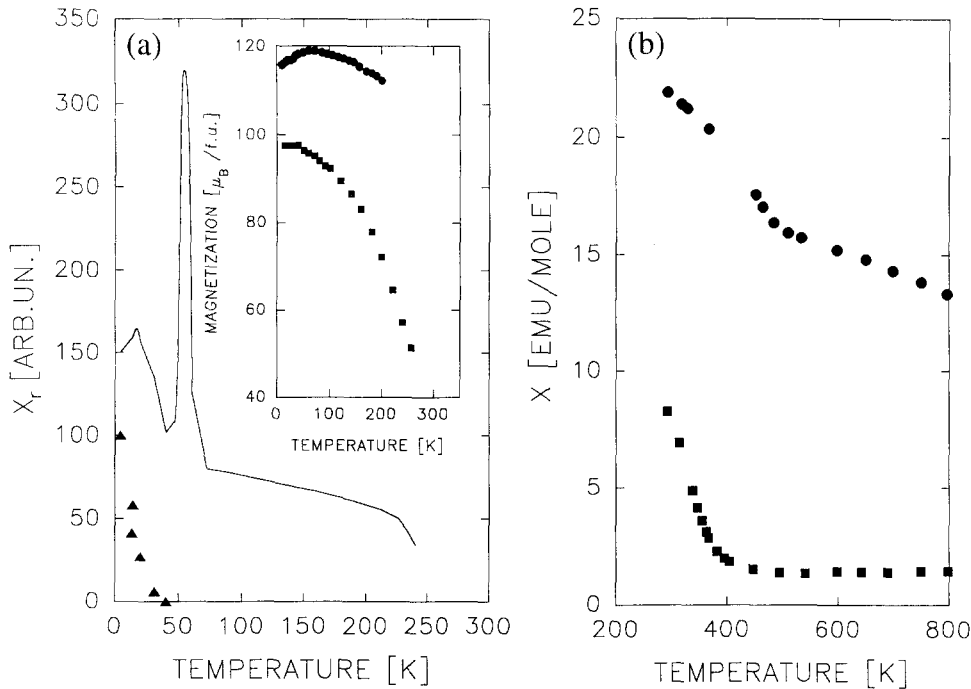 (a)
X_r [ARB.UN.]
350
300
250
200
150
100
50
0
0 50 100 150 200 250 300
TEMPERATURE [K]
MAGNETIZATION [μ_B /f.u.]
120
100
80
60
40
0 100 200 300
TEMPERATURE [K]
(b)
X [EMU/MOLE]
25
20
15
10
5
0
200 400 600 800
TEMPERATURE [K]